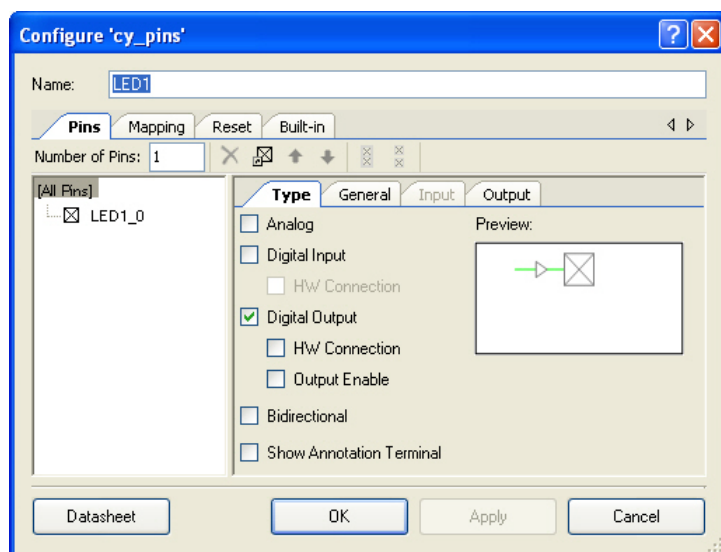 Configure 'cy_pins'
Name: LED1
Pins Mapping Reset Built-in
Number of Pins: 1
[All Pins]
LED1_0
Type General Input Output
Analog
Preview:
Digital Input
HW Connection
Digital Output
HW Connection
Output Enable
Bidirectional
Show Annotation Terminal
Datasheet OK Apply Cancel